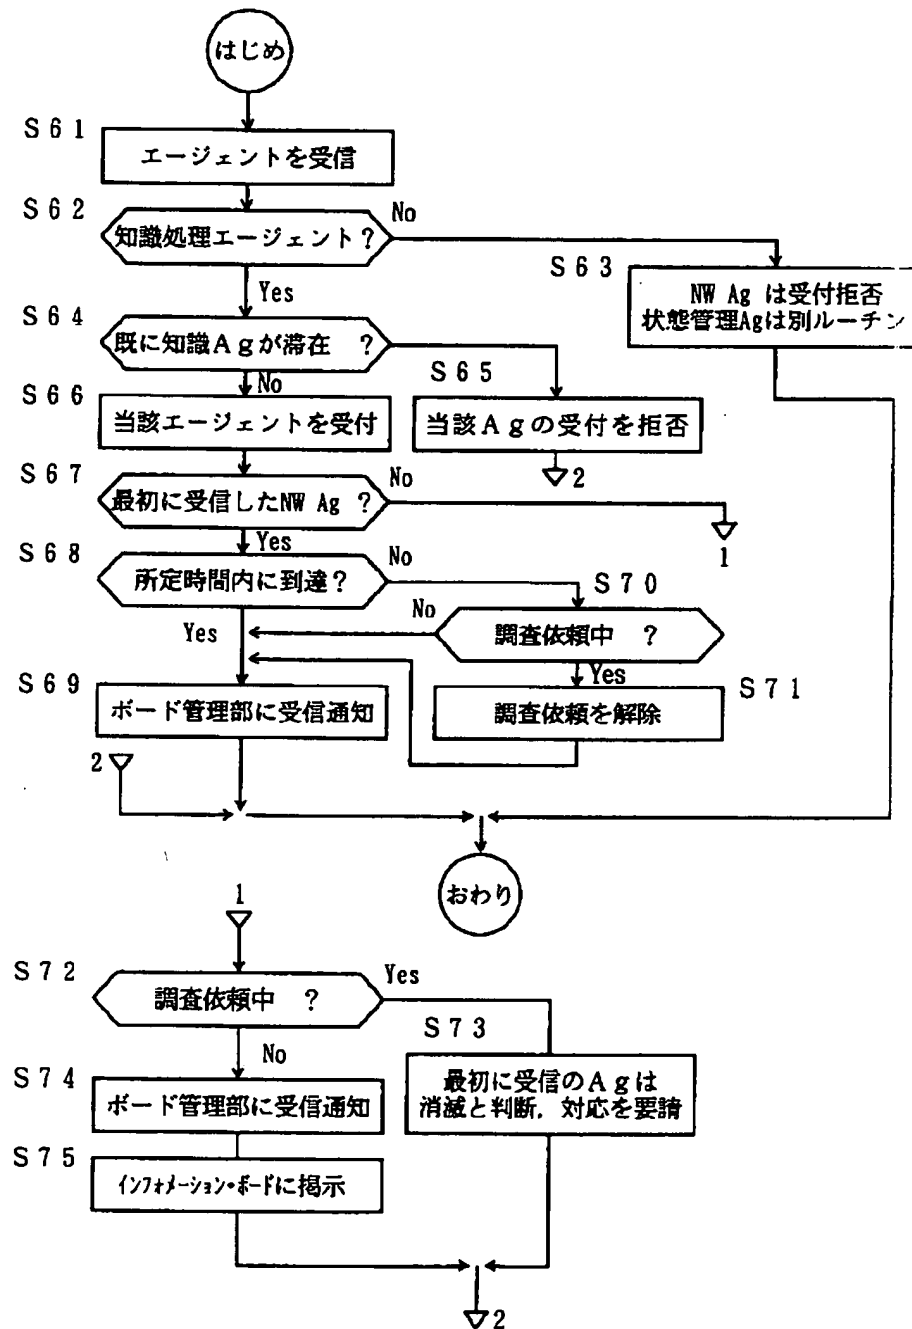 はじめ
S61
エージェントを受信
S62
知識処理エージェント?
No
Yes
S63
NW Ag は受付拒否
状態管理Agは別ルーチン
S64
既に知識Agが滞在 ?
No
S65
当該Agの受付を拒否
2
S66
当該エージェントを受付
S67
最初に受信したNW Ag ?
No
1
Yes
S68
所定時間内に到達?
No
Yes
S70
調査依頼中 ?
No
Yes
S71
調査依頼を解除
S69
ボード管理部に受信通知
2
おわり
1
S72
調査依頼中 ?
Yes
No
S73
最初に受信のAgは
消滅と判断,対応を要請
S74
ボード管理部に受信通知
S75
インフォメーション・ボードに掲示
2